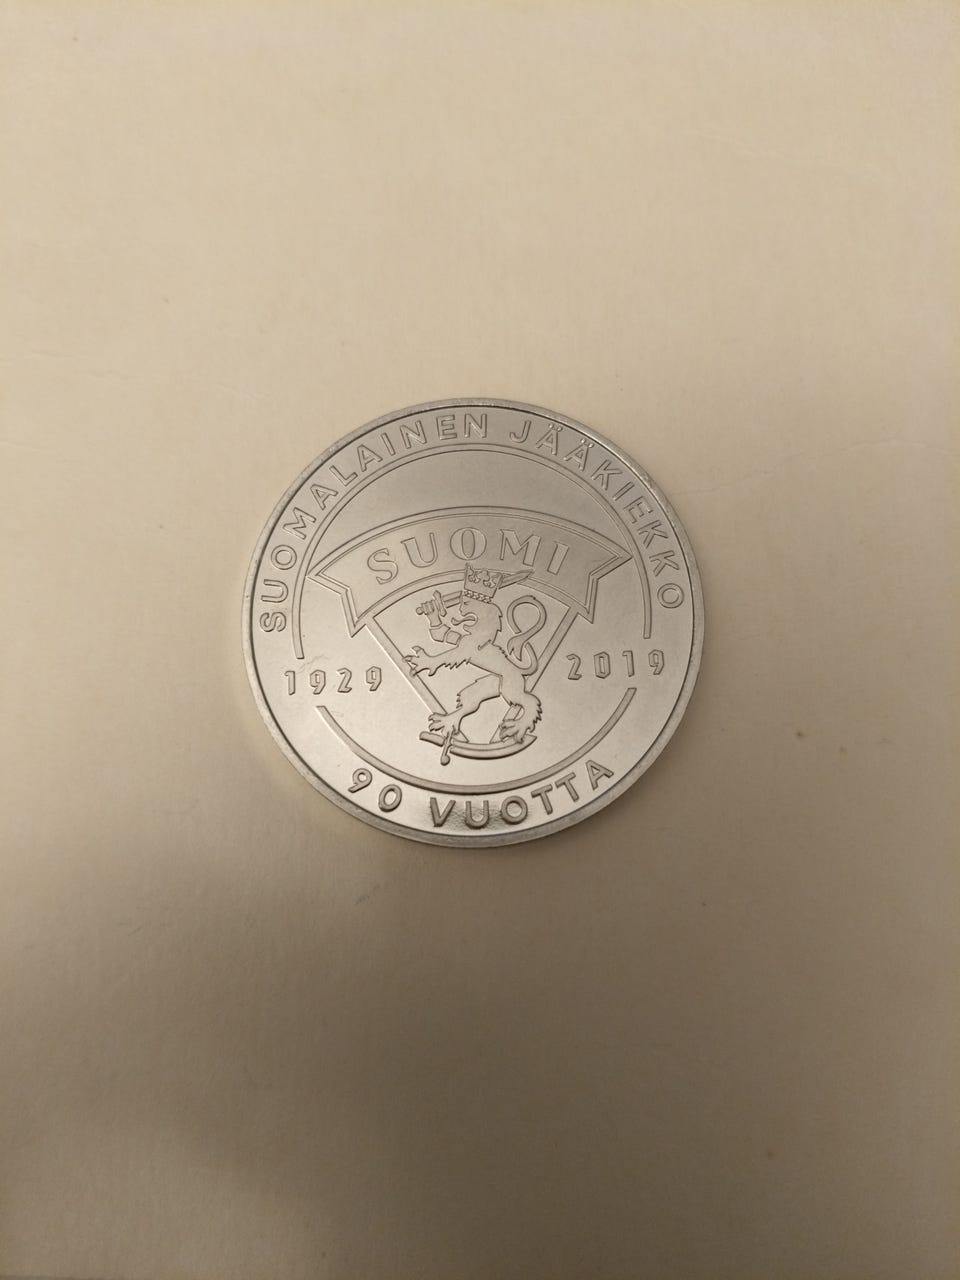 SUOMALAINEN JÄÄKIEKKO
SUOMI
1929 2019
90 VUOTTA